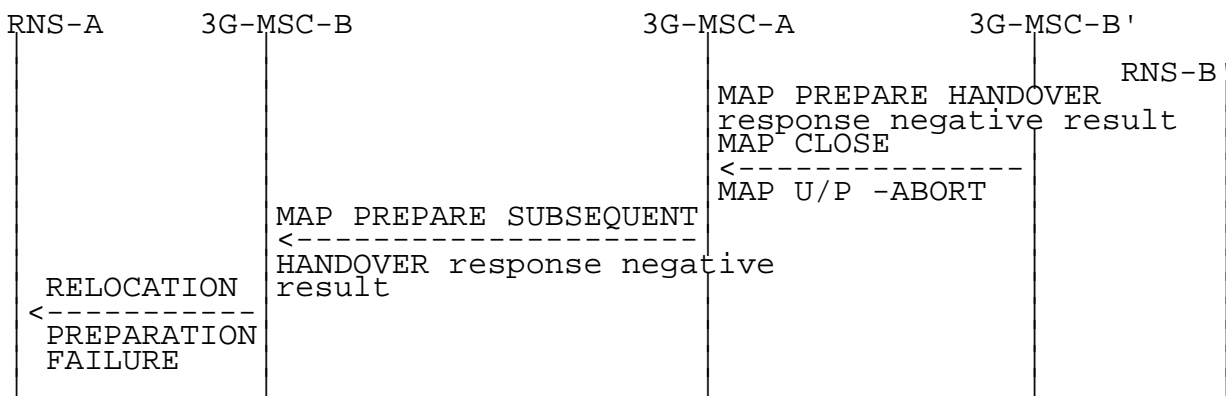 RNS-A 3G-MSC-B 3G-MSC-A 3G-MSC-B'
RNS-B'
MAP PREPARE HANDOVER
response negative result
MAP CLOSE
<---------------
MAP U/P -ABORT
MAP PREPARE SUBSEQUENT
<---------------------
HANDOVER response negative
result
RELOCATION
<-----------
PREPARATION
FAILURE